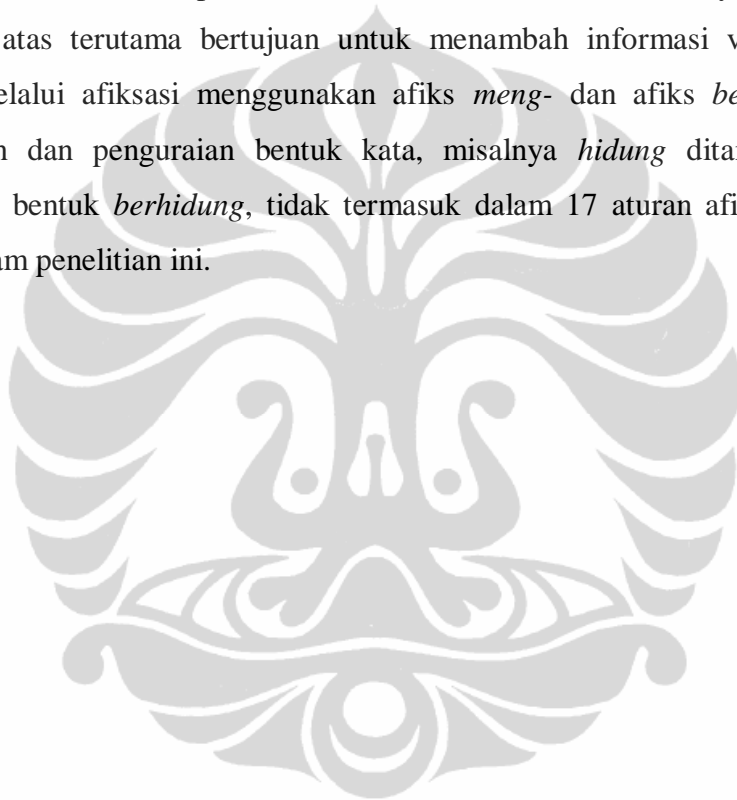 atas terutama bertujuan untuk menambah informasi
elalui afiksasi menggunakan afiks meng- dan afiks be
n dan penguraian bentuk kata, misalnya hidung dita
bentuk berhidung, tidak termasuk dalam 17 aturan afi
am penelitian ini.